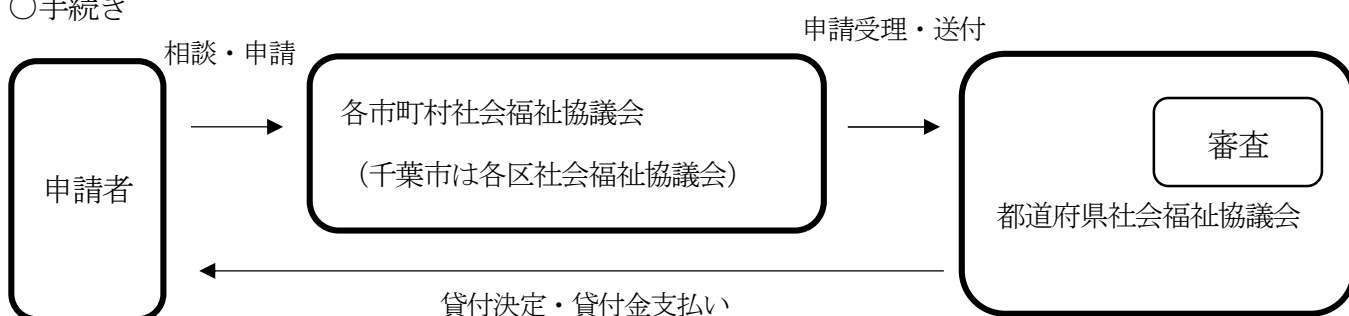 ○手続き
相談・申請
申請受理・送付
申請者
各市町村社会福祉協議会
（千葉市は各区社会福祉協議会）
審査
都道府県社会福祉協議会
貸付決定・貸付金支払い